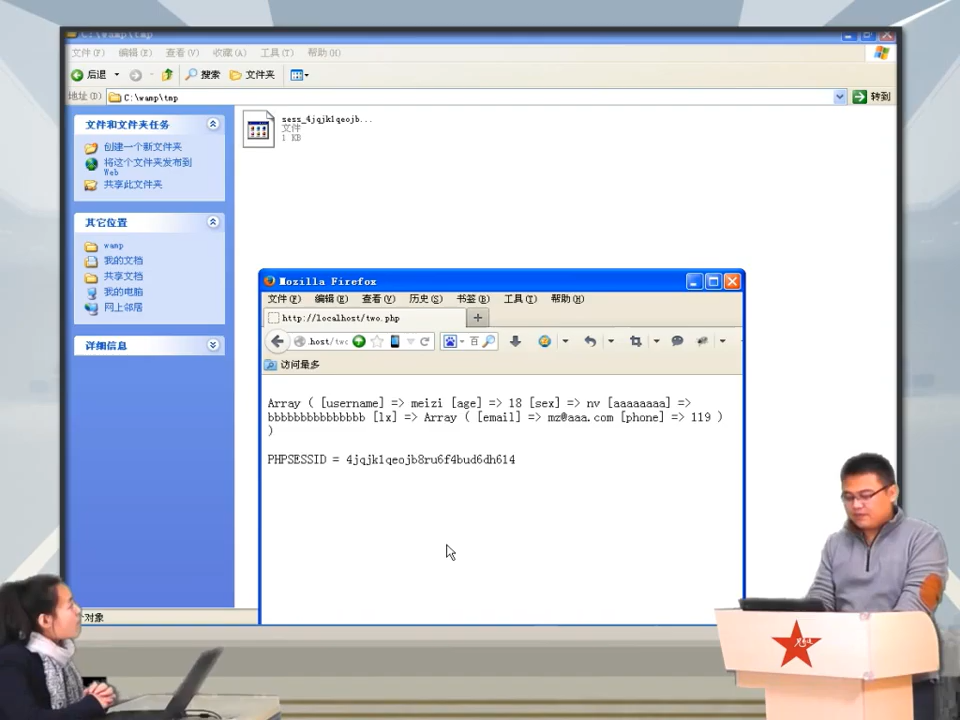 C:\wamp\tmp
文件(F) 编辑(E) 查看(V) 收藏(A) 工具(T) 帮助(H)
后退 搜索 文件夹
地址(D) C:\wamp\tmp 转到
文件和文件夹任务
创建一个新文件夹
将这个文件夹发布到
Web
共享此文件夹
其它位置
wamp
我的文档
共享文档
我的电脑
网上邻居
详细信息
sess_4jqjk1qeojb...
文件
1 KB
Mozilla Firefox
文件(F) 编辑(E) 查看(V) 历史(S) 书签(B) 工具(T) 帮助(H)
http://localhost/two.php +
.host/twc 百
访问最多
Array ( [username] => meizi [age] => 18 [sex] => nv [aaaaaaaa] =>
bbbbbbbbbbbbbbb [lx] => Array ( [email] => mz@aaa.com [phone] => 119 )
)
PHPSESSID = 4jqjk1qeojb8ru6f4bud6dh614
对象